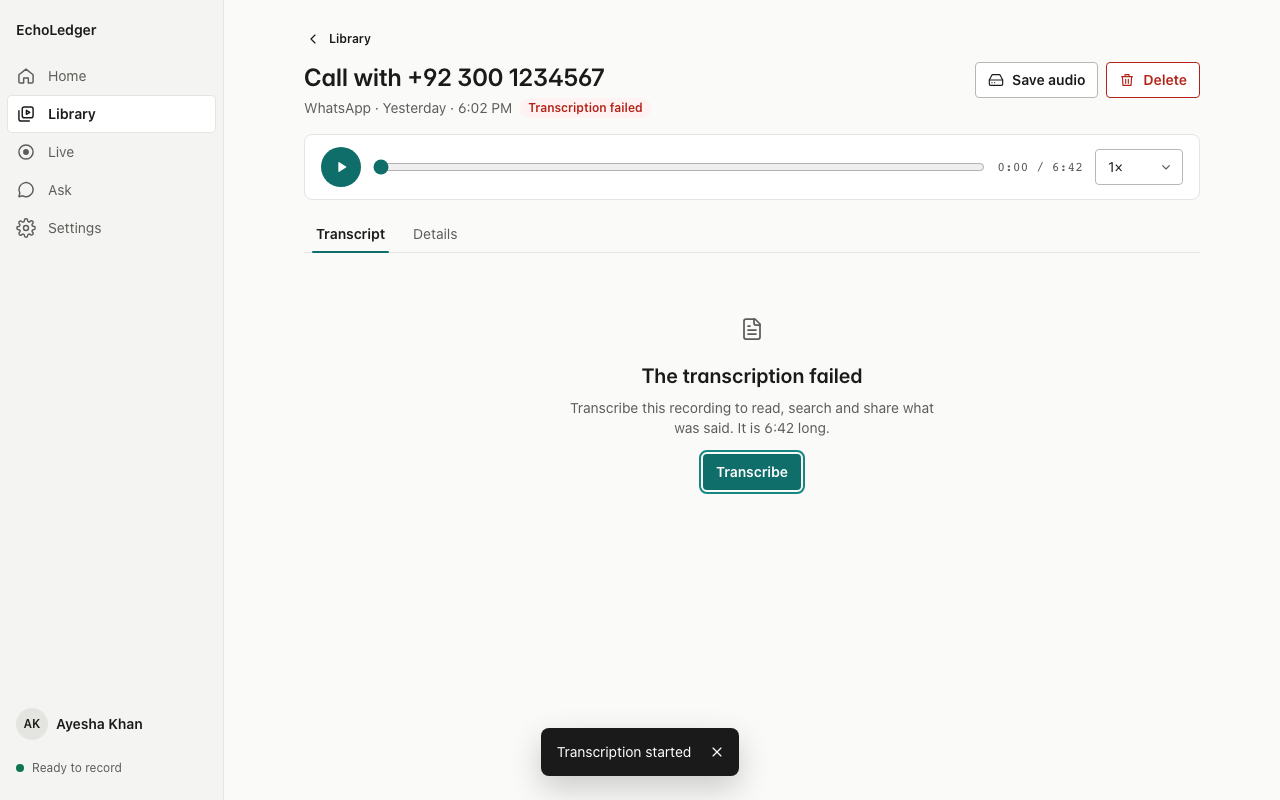 EchoLedger
Home
Library
Live
Ask
Settings
AK
Ayesha Khan
Ready to record
Library
Call with +92 300 1234567
Save audio
Delete
WhatsApp · Yesterday · 6:02 PM
Transcription failed
0:00 / 6:42
1×
Transcript
Details
The transcription failed
Transcribe this recording to read, search and share what
was said. It is 6:42 long.
Transcribe
Transcription started